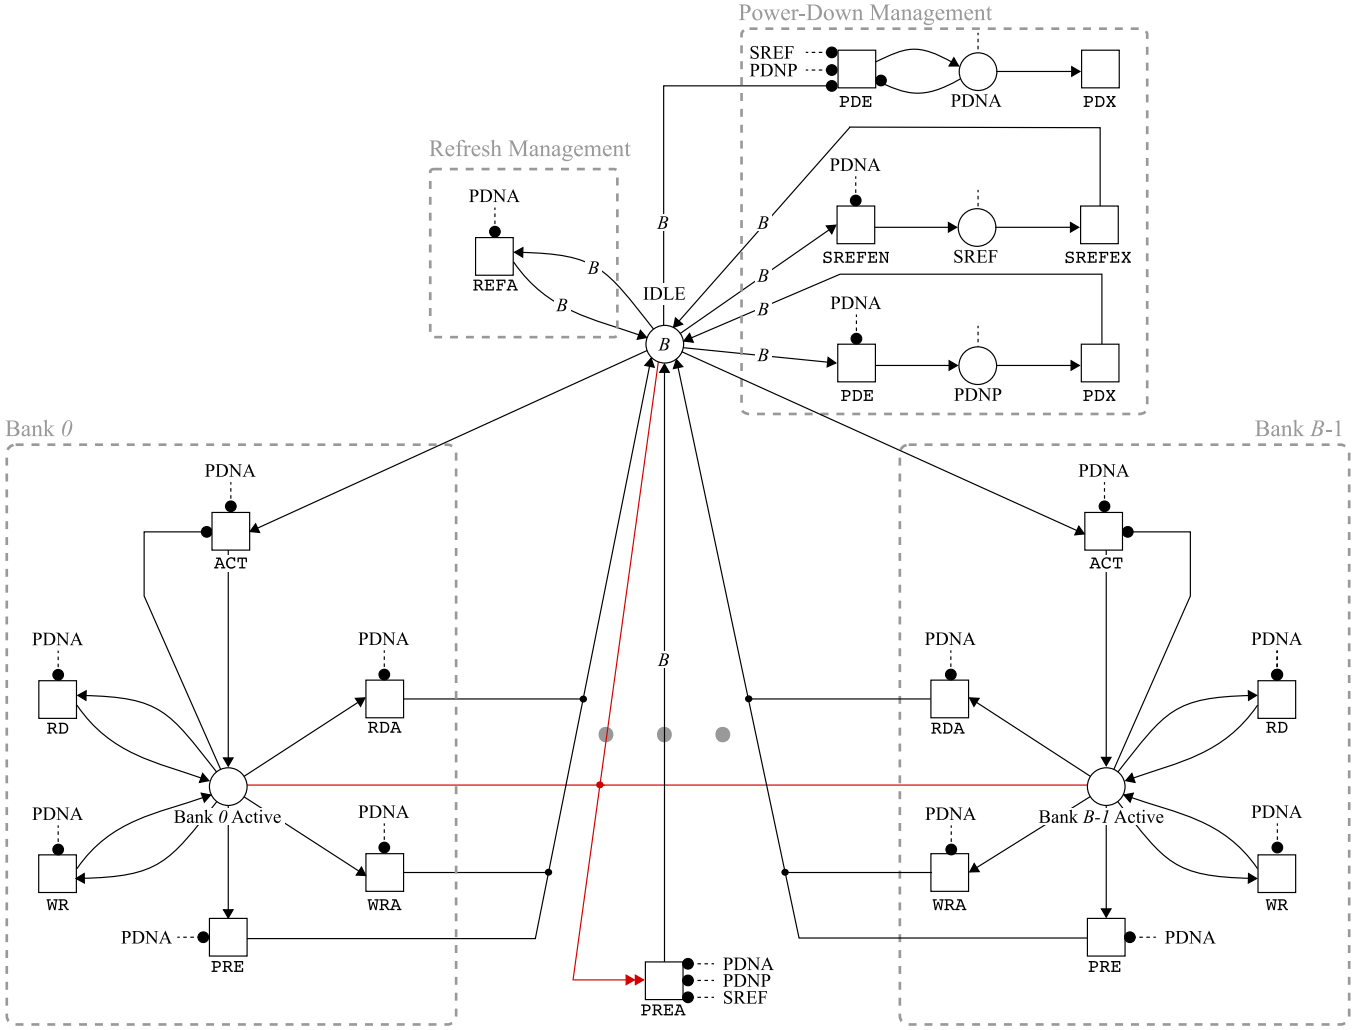 Power-Down Management
SREF
PDNP
PDE
PDNA
PDX
Refresh Management
PDNA
REFA
B
B
B
IDLE
B
PDNA
SREFEN
SREF
SREFEX
B
B
B
PDNA
B
PDE
PDNP
PDX
Bank 0
PDNA
ACT
PDNA
RD
PDNA
RDA
Bank 0 Active
PDNA
WR
PDNA
WRA
PDNA
PRE
B
PDNA
PDNP
SREF
PREA
Bank B-1
PDNA
ACT
PDNA
RDA
PDNA
RD
Bank B-1 Active
PDNA
WRA
PDNA
WR
PDNA
PRE